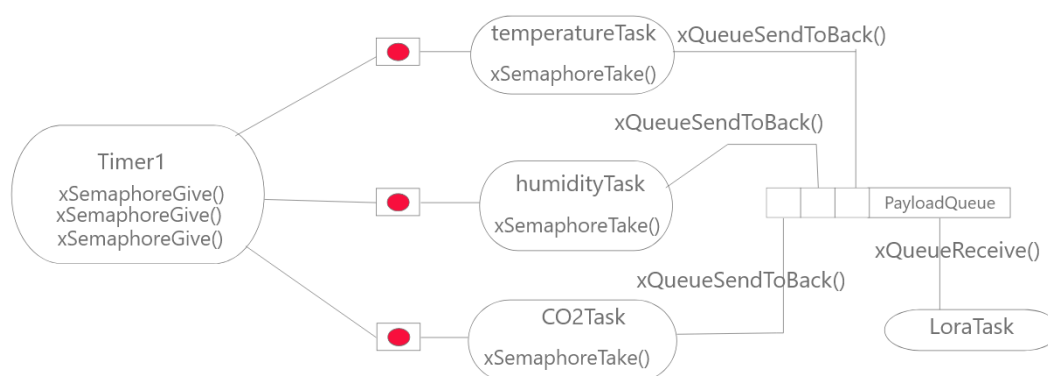 temperatureTask
xSemaphoreTake()
xQueueSendToBack()
xQueueSendToBack()
Timer1
xSemaphoreGive()
xSemaphoreGive()
xSemaphoreGive()
humidityTask
xSemaphoreTake()
PayloadQueue
xQueueReceive()
xQueueSendToBack()
CO2Task
xSemaphoreTake()
LoraTask